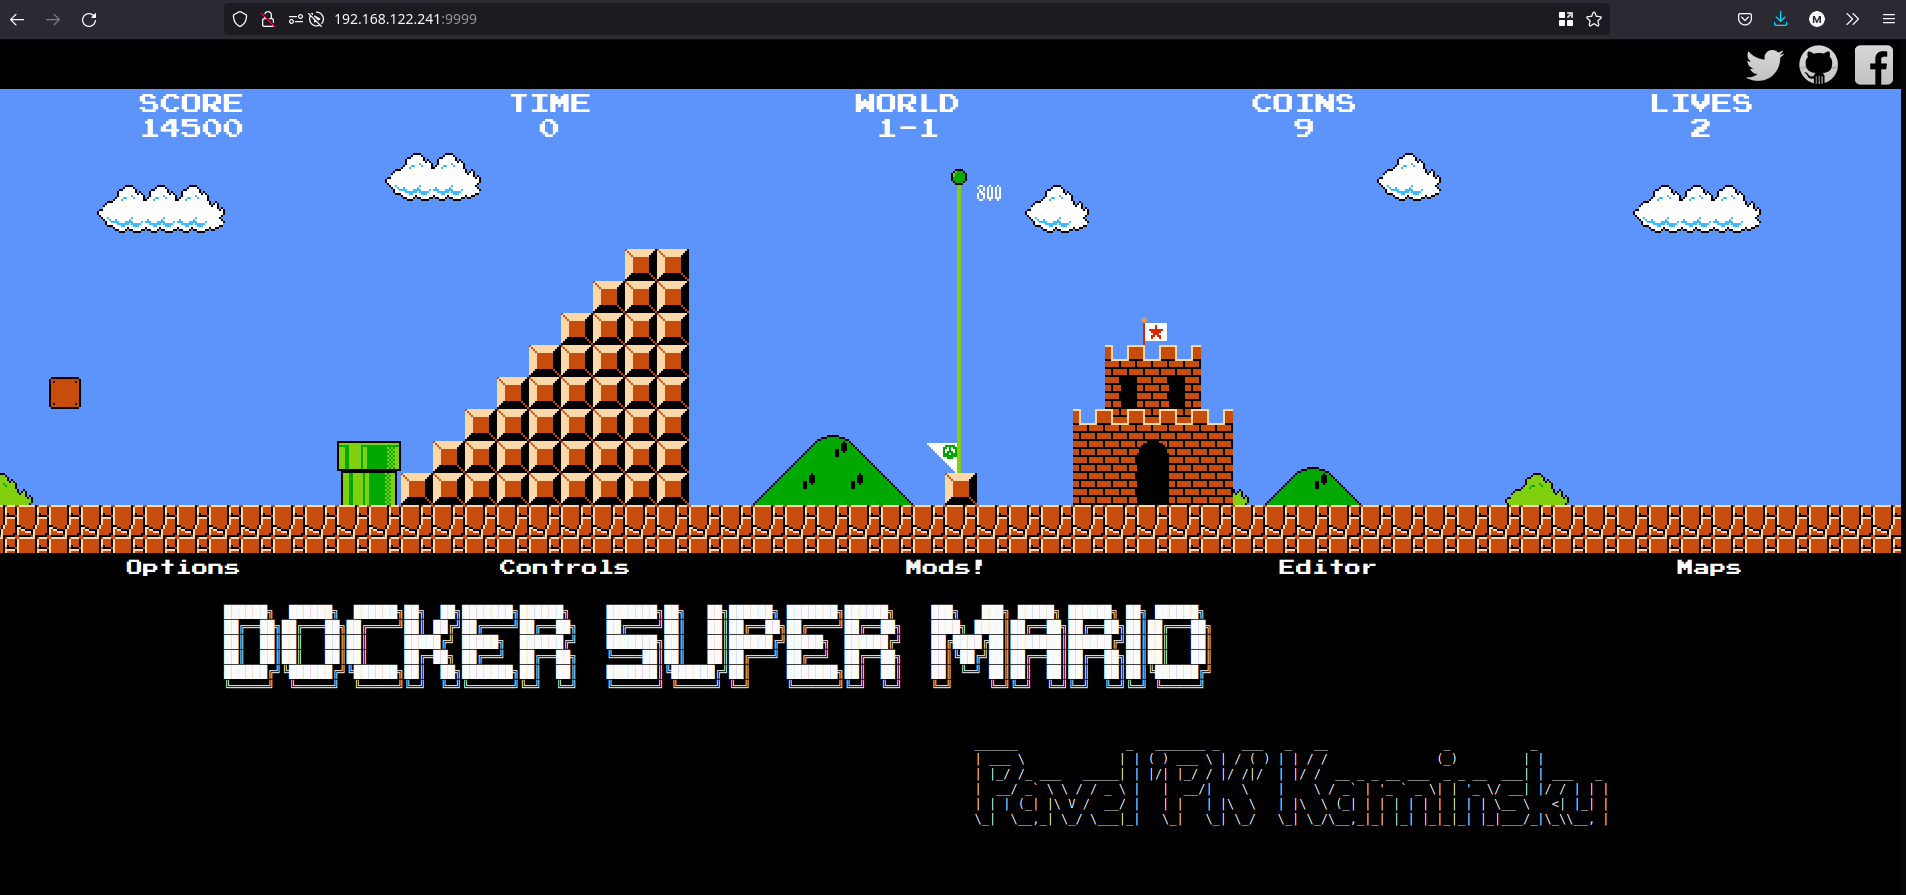 192.168.122.241:9999
SCORE TIME WORLD COINS LIVES
14500 0 1-1 9 2
800
Options Controls Mods! Editor Maps
DOCKER SUPER MARIO
Pavel 'PK' Kaminsky